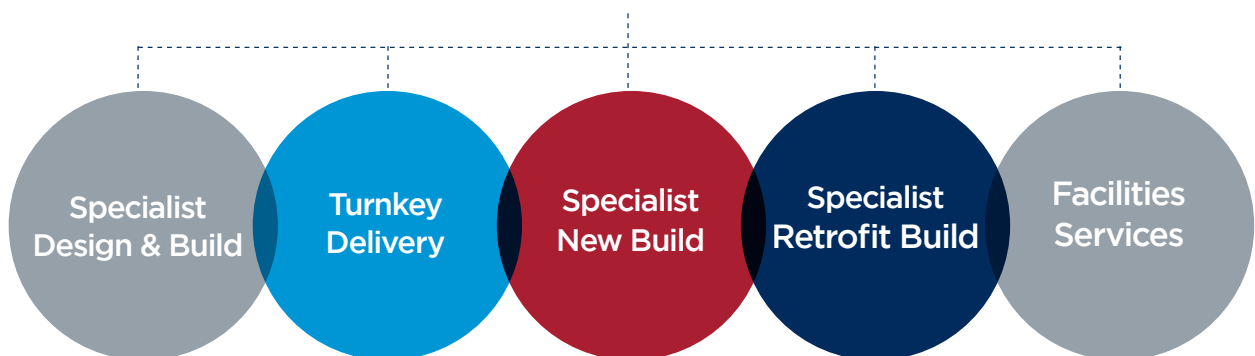 Specialist
Design & Build
Turnkey
Delivery
Specialist
New Build
Specialist
Retrofit Build
Facilities
Services